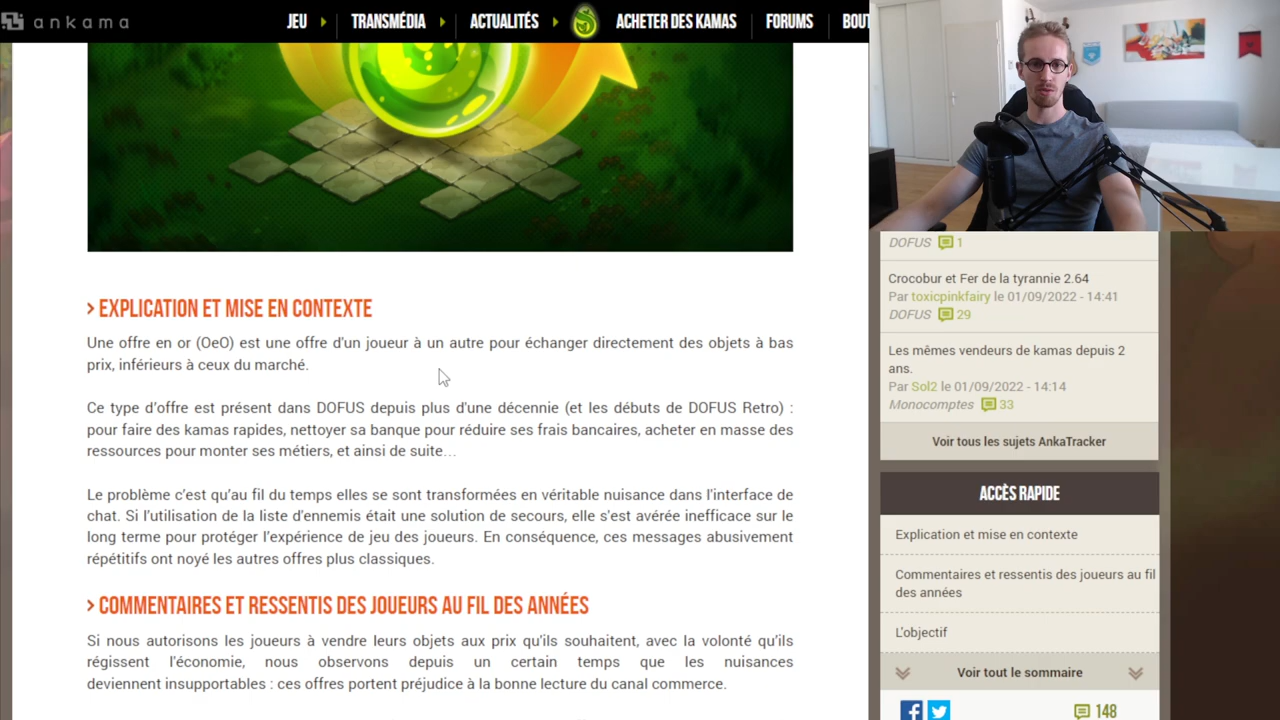 ankama
JEU
TRANSMÉDIA
ACTUALITÉS
ACHETER DES KAMAS
FORUMS
BOUT
> EXPLICATION ET MISE EN CONTEXTE
Une offre en or (OeO) est une offre d'un joueur à un autre pour échanger directement des objets à bas
prix, inférieurs à ceux du marché.
Ce type d'offre est présent dans DOFUS depuis plus d'une décennie (et les débuts de DOFUS Retro) :
pour faire des kamas rapides, nettoyer sa banque pour réduire ses frais bancaires, acheter en masse des
ressources pour monter ses métiers, et ainsi de suite…
Le problème c'est qu'au fil du temps elles se sont transformées en véritable nuisance dans l'interface de
chat. Si l'utilisation de la liste d'ennemis était une solution de secours, elle s'est avérée inefficace sur le
long terme pour protéger l'expérience de jeu des joueurs. En conséquence, ces messages abusivement
répétitifs ont noyé les autres offres plus classiques.
> COMMENTAIRES ET RESSENTIS DES JOUEURS AU FIL DES ANNÉES
Si nous autorisons les joueurs à vendre leurs objets aux prix qu'ils souhaitent, avec la volonté qu'ils
régissent l'économie, nous observons depuis un certain temps que les nuisances
deviennent insupportables : ces offres portent préjudice à la bonne lecture du canal commerce.
DOFUS 1
Crocobur et Fer de la tyrannie 2.64
Par toxicpinkfairy le 01/09/2022 - 14:41
DOFUS 29
Les mêmes vendeurs de kamas depuis 2
ans.
Par Sol2 le 01/09/2022 - 14:14
Monocomptes 33
Voir tous les sujets AnkaTracker
ACCÈS RAPIDE
Explication et mise en contexte
Commentaires et ressentis des joueurs au fil
des années
L'objectif
Voir tout le sommaire
148